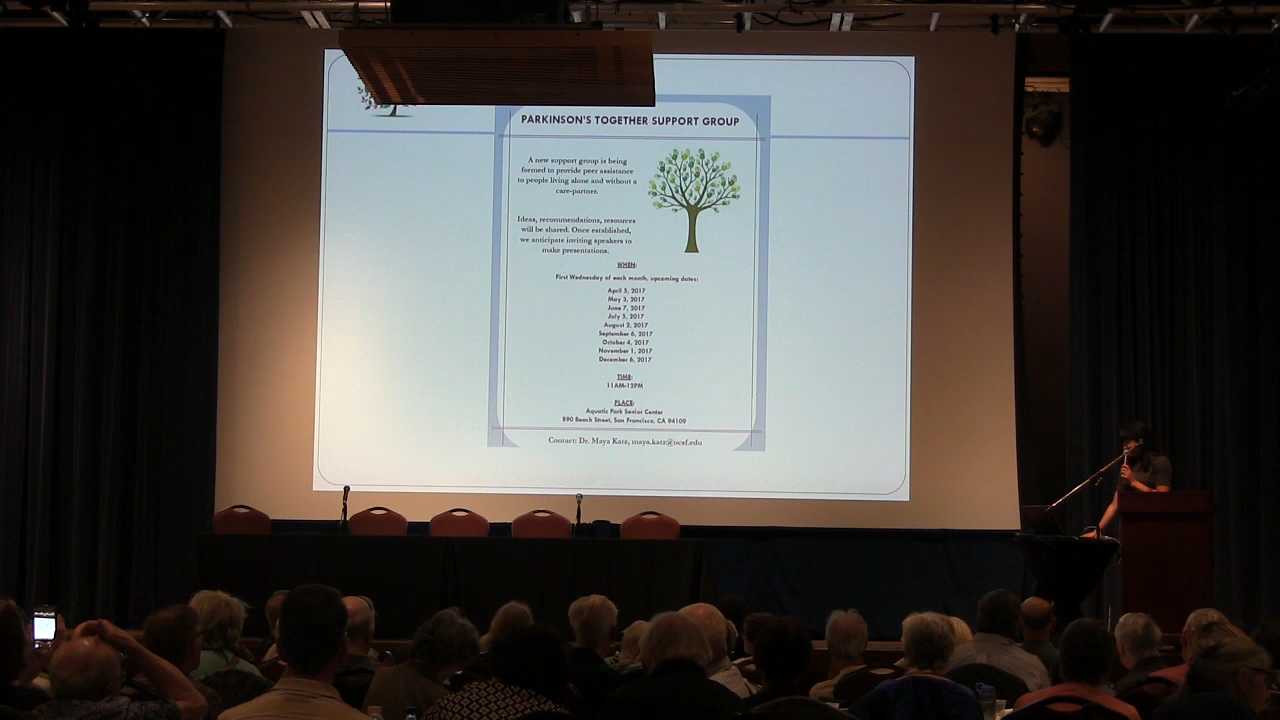 PARKINSON'S TOGETHER SUPPORT GROUP
A new support group is being
formed to provide peer assistance
to people living alone and without a
care-partner.
Ideas, recommendations, resources
will be shared. Once established,
we anticipate inviting speakers to
make presentations.
WHEN:
First Wednesday of each month, upcoming dates:
April 5, 2017
May 3, 2017
June 7, 2017
July 5, 2017
August 2, 2017
September 6, 2017
October 4, 2017
November 1, 2017
December 6, 2017
TIME:
11AM-12PM
PLACE:
Aquatic Park Senior Center
890 Beach Street, San Francisco, CA 94109
Contact: Dr. Maya Katz, maya.katz@ucsf.edu